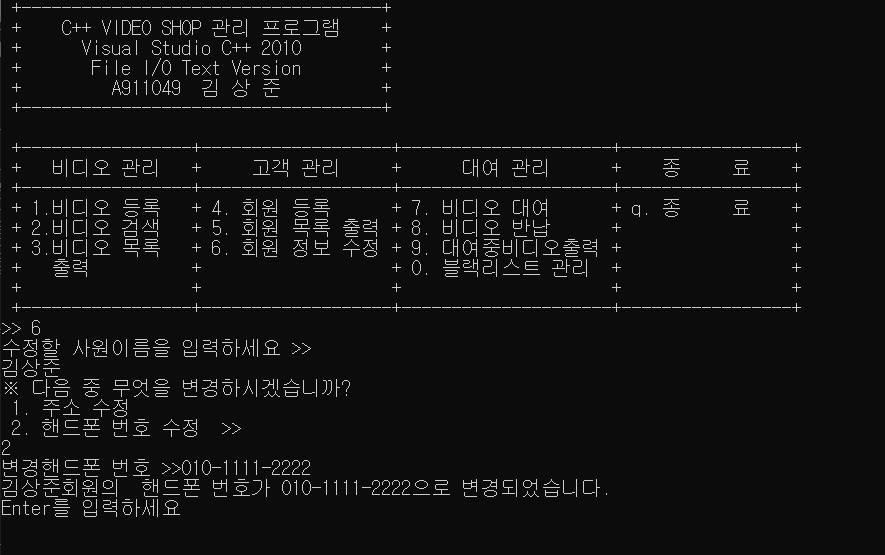 +------------------------------------+
+ C++ VIDEO SHOP 관리 프로그램 +
+ Visual Studio C++ 2010 +
+ File I/O Text Version +
+ A911049 김 상 준 +
+------------------------------------+
+-----------------+-------------------+---------------------+-----------------+
+ 비디오 관리 + 고객 관리 + 대여 관리 + 종 료 +
+-----------------+-------------------+---------------------+-----------------+
+ 1.비디오 등록 + 4. 회원 등록 + 7. 비디오 대여 + q. 종 료 +
+ 2.비디오 검색 + 5. 회원 목록 출력 + 8. 비디오 반납 + +
+ 3.비디오 목록 + 6. 회원 정보 수정 + 9. 대여중비디오출력 + +
+ 출력 + + 0. 블랙리스트 관리 + +
+ + + + +
+-----------------+-------------------+---------------------+-----------------+
>> 6
수정할 사원이름을 입력하세요 >>
김상준
※ 다음 중 무엇을 변경하시겠습니까?
1. 주소 수정
2. 핸드폰 번호 수정 >>
2
변경핸드폰 번호 >>010-1111-2222
김상준회원의 핸드폰 번호가 010-1111-2222으로 변경되었습니다.
Enter를 입력하세요